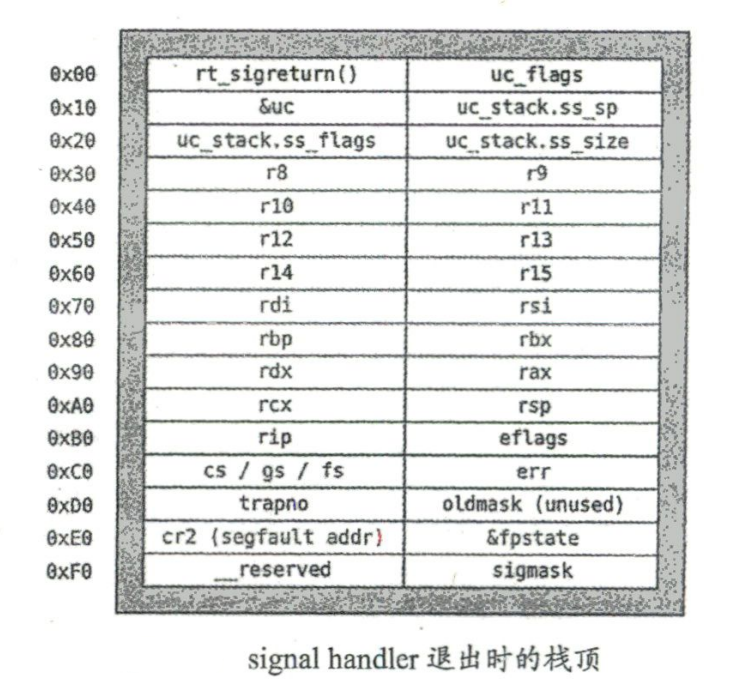 0x00 rt_sigreturn() uc_flags
0x10 &uc uc_stack.ss_sp
0x20 uc_stack.ss_flags uc_stack.ss_size
0x30 r8 r9
0x40 r10 r11
0x50 r12 r13
0x60 r14 r15
0x70 rdi rsi
0x80 rbp rbx
0x90 rdx rax
0xA0 rcx rsp
0xB0 rip eflags
0xC0 cs / gs / fs err
0xD0 trapno oldmask (unused)
0xE0 cr2 (segfault addr) &fpstate
0xF0 __reserved sigmask
signal handler 退出时的栈顶